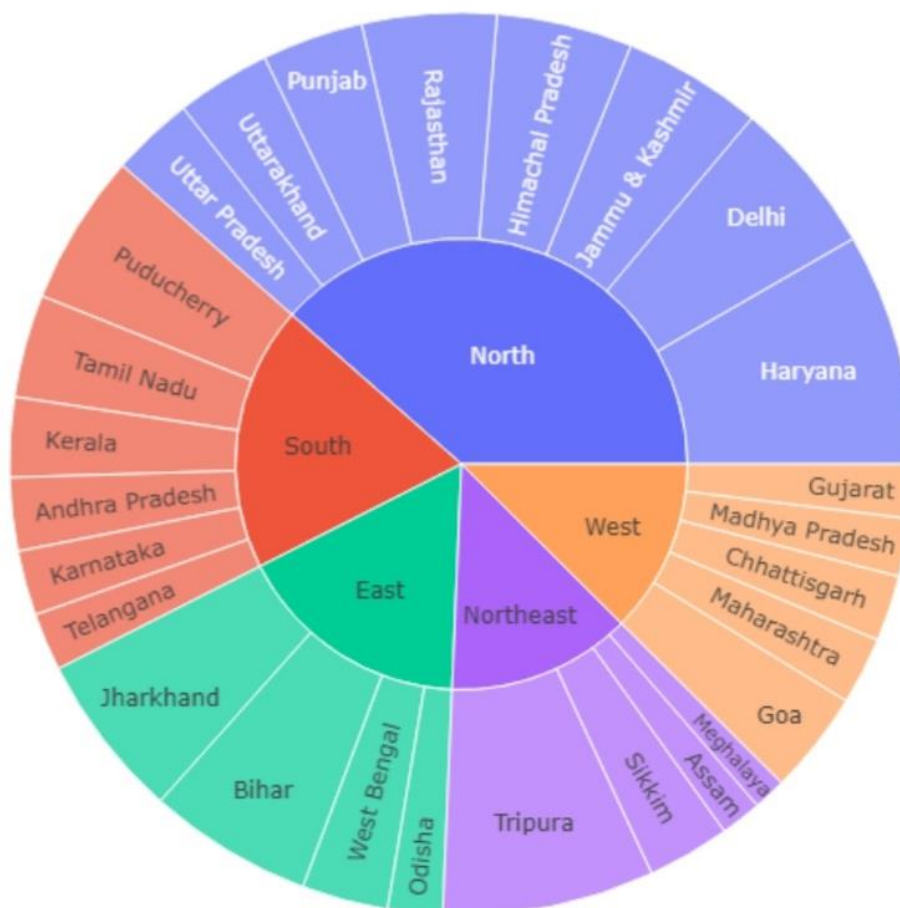 Punjab
Rajasthan
Himachal Pradesh
Jammu & Kashmir
Uttarakhand
Uttar Pradesh
Delhi
Haryana
North
Puducherry
Tamil Nadu
Kerala
Andhra Pradesh
Karnataka
Telangana
South
East
Northeast
West
Gujarat
Madhya Pradesh
Chhattisgarh
Maharashtra
Goa
Jharkhand
Bihar
West Bengal
Odisha
Tripura
Sikkim
Assam
Meghalaya